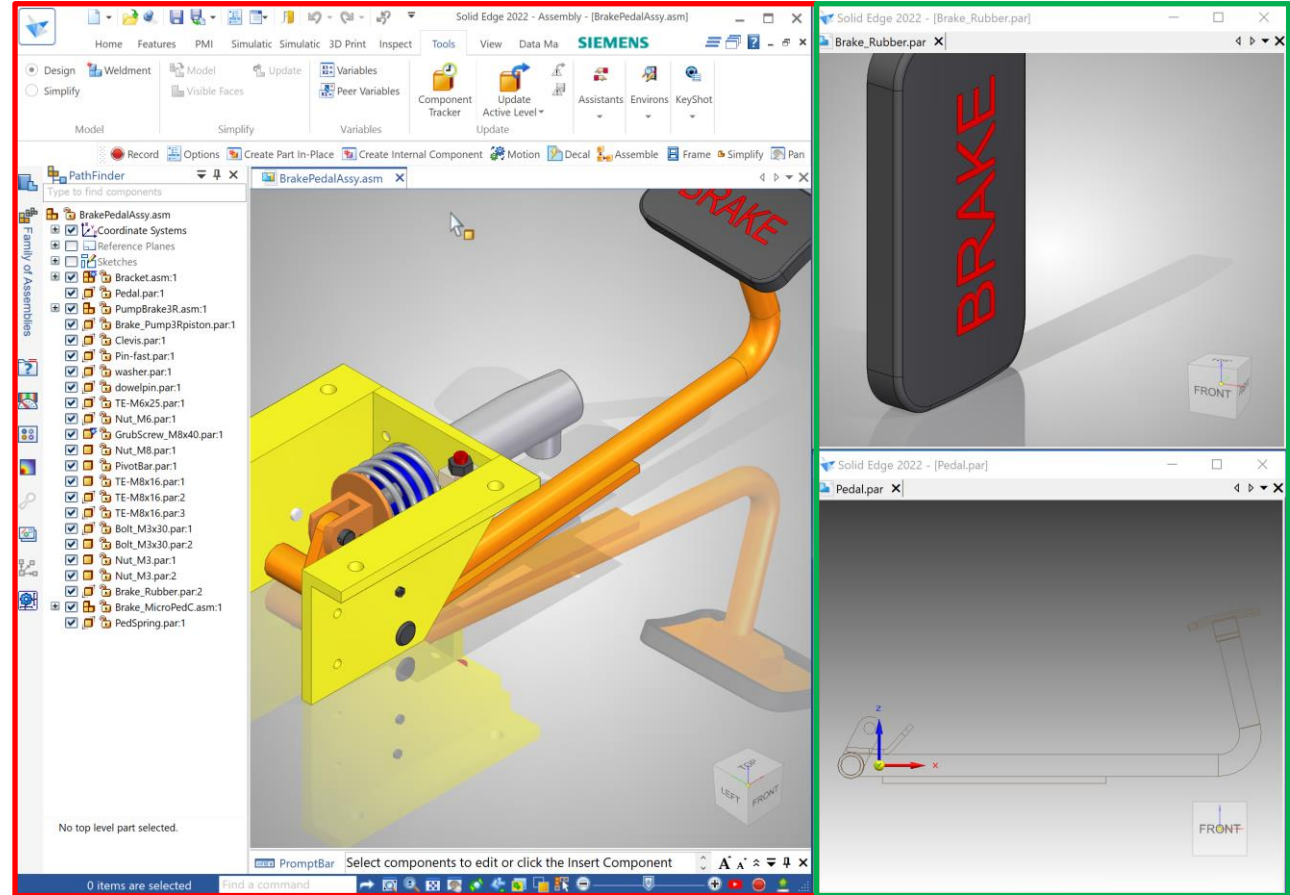 Solid Edge 2022 - Assembly - [BrakePedalAssy.asm]
Home Features PMI Simulatic Simulatic 3D Print Inspect Tools View Data Ma SIEMENS
Design Weldment Model Update Variables
Simplify Visible Faces Peer Variables
Component Tracker
Update Active Level
Assistants Environs KeyShot
Model Simplify Variables Update
Record Options Create Part In-Place Create Internal Component Motion Decal Assemble Frame Simplify Pan
PathFinder
Type to find components
BrakePedalAssy.asm
Coordinate Systems
Reference Planes
Sketches
Bracket.asm:1
Pedal.par:1
PumpBrake3R.asm:1
Brake_Pump3Rpiston.par:1
Clevis.par:1
Pin-fast.par:1
washer.par:1
dowelpin.par:1
TE-M6x25.par:1
Nut_M6.par:1
GrubScrew_M8x40.par:1
Nut_M8.par:1
PivotBar.par:1
TE-M8x16.par:1
TE-M8x16.par:2
TE-M8x16.par:3
Bolt_M3x30.par:1
Bolt_M3x30.par:2
Nut_M3.par:1
Nut_M3.par:2
Brake_Rubber.par:2
Brake_MicroPedC.asm:1
PedSpring.par:1
No top level part selected.
Family of Assemblies
BrakePedalAssy.asm
BRAKE
TOP
LEFT FRONT
PromptBar Select components to edit or click the Insert Component
0 items are selected Find a command
Solid Edge 2022 - [Brake_Rubber.par]
Brake_Rubber.par
BRAKE
TOP
FRONT
Solid Edge 2022 - [Pedal.par]
Pedal.par
z
x
FRONT